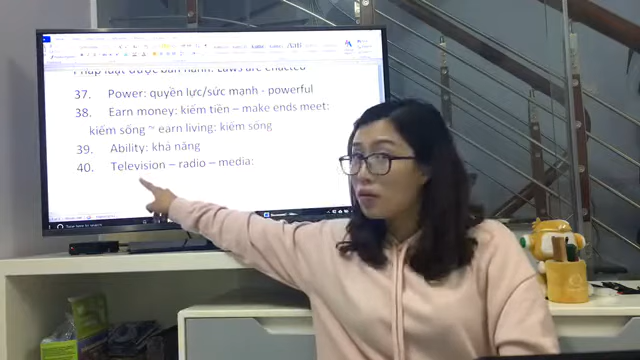 Pháp luật được ban hành: Laws are enacted
37. Power: quyền lực/sức mạnh - powerful
38. Earn money: kiếm tiền – make ends meet:
kiếm sống ~ earn living: kiếm sống
39. Ability: khả năng
40. Television – radio – media: